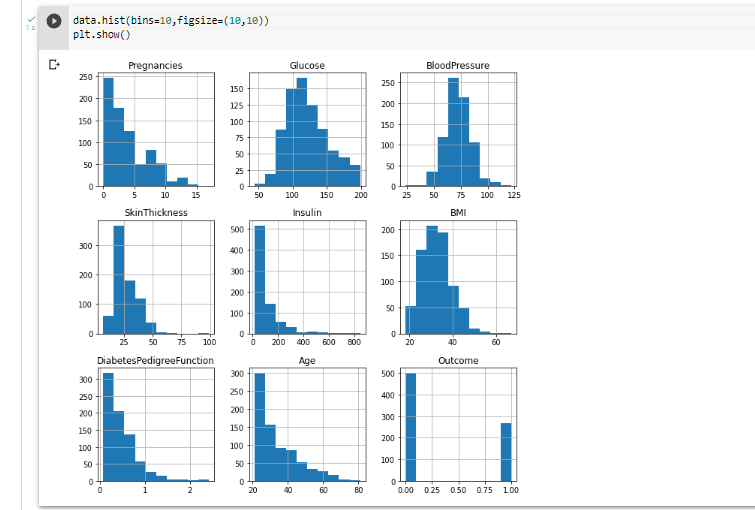 data.hist(bins=10,figsize=(10,10))
plt.show()
1s
Pregnancies
250
200
150
100
50
0
0 5 10 15
Glucose
150
125
100
75
50
25
0
50 100 150 200
BloodPressure
250
200
150
100
50
0
25 50 75 100 125
SkinThickness
300
200
100
0
25 50 75 100
Insulin
500
400
300
200
100
0
0 200 400 600 800
BMI
200
150
100
50
0
20 40 60
DiabetesPedigreeFunction
300
250
200
150
100
50
0
0 1 2
Age
300
250
200
150
100
50
0
20 40 60 80
Outcome
500
400
300
200
100
0
0.00 0.25 0.50 0.75 1.00